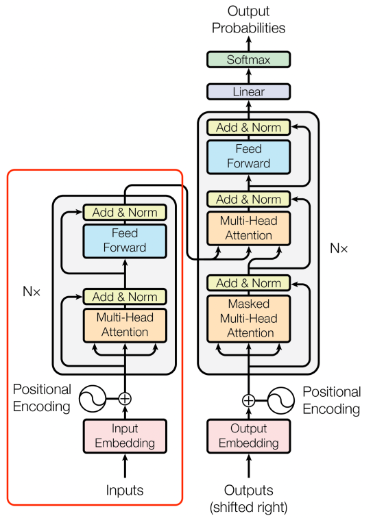 Output
Probabilities
Softmax
Linear
Add & Norm
Feed
Forward
Add & Norm
Multi-Head
Attention
Add & Norm
Masked
Multi-Head
Attention
Nx
Positional
Encoding
Output
Embedding
Outputs
(shifted right)
Add & Norm
Feed
Forward
Add & Norm
Multi-Head
Attention
N×
Positional
Encoding
Input
Embedding
Inputs